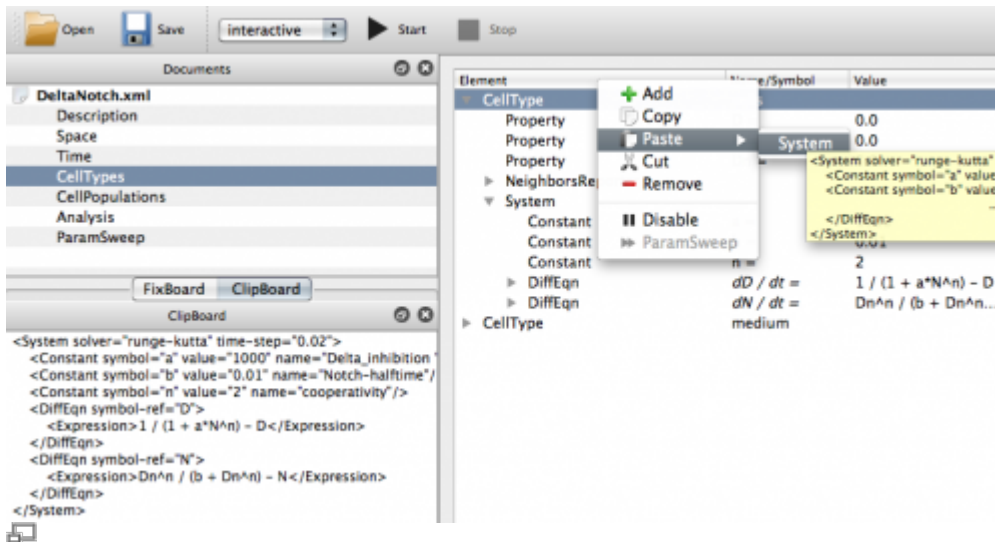 Open Save interactive Start Stop
Documents
DeltaNotch.xml
Description
Space
Time
CellTypes
CellPopulations
Analysis
ParamSweep
FixBoard ClipBoard
ClipBoard
<System solver="runge-kutta" time-step="0.02">
<Constant symbol="a" value="1000" name="Delta_inhibition "
<Constant symbol="b" value="0.01" name="Notch-halftime"/
<Constant symbol="n" value="2" name="cooperativity"/>
<DiffEqn symbol-ref="D">
<Expression>1 / (1 + a*N^n) - D</Expression>
</DiffEqn>
<DiffEqn symbol-ref="N">
<Expression>Dn^n / (b + Dn^n) - N</Expression>
</DiffEqn>
</System>
Element Name/Symbol Value
CellType
Property 0.0
Property 0.0
Property
System
Constant
Constant 0.01
Constant n = 2
DiffEqn dD / dt = 1 / (1 + a*N^n) - D
DiffEqn dN / dt = Dn^n / (b + Dn^n...
CellType medium
Add
Copy
Paste
Cut
Remove
Disable
ParamSweep
System
<System solver="runge-kutta"
<Constant symbol="a" value
<Constant symbol="b" value
...
</DiffEqn>
</System>